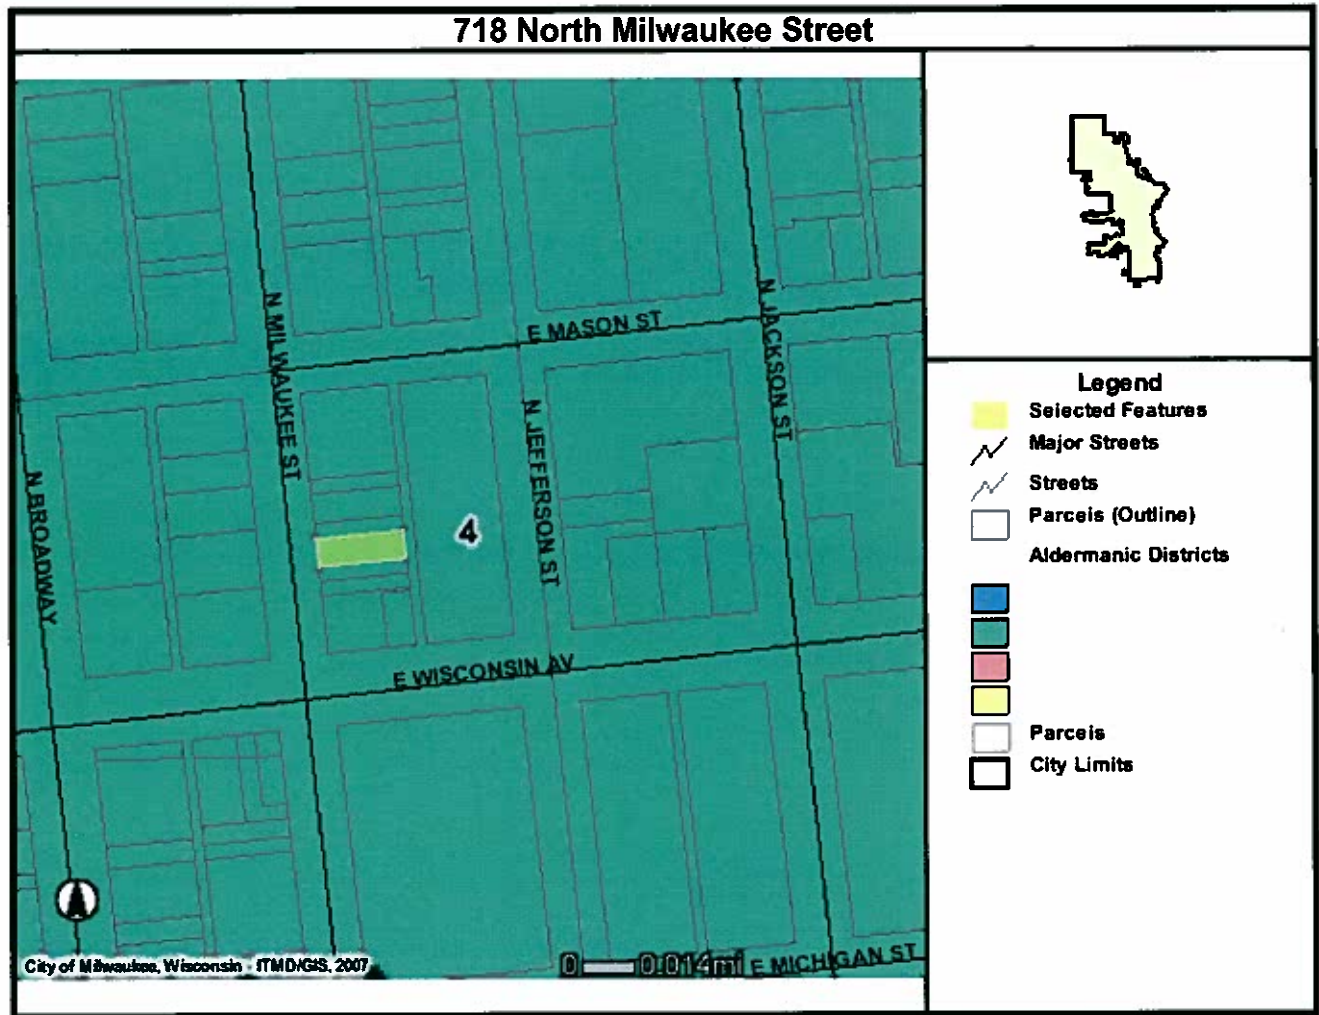 718 North Milwaukee Street
N MILWAUKEE ST
E MASON ST
N JACKSON ST
N JEFFERSON ST
N BROADWAY
4
E WISCONSIN AV
City of Milwaukee, Wisconsin - ITMD/GIS, 2007
0 0.014mi
E MICHIGAN ST
Legend
Selected Features
Major Streets
Streets
Parcels (Outline)
Aldermanic Districts
Parcels
City Limits